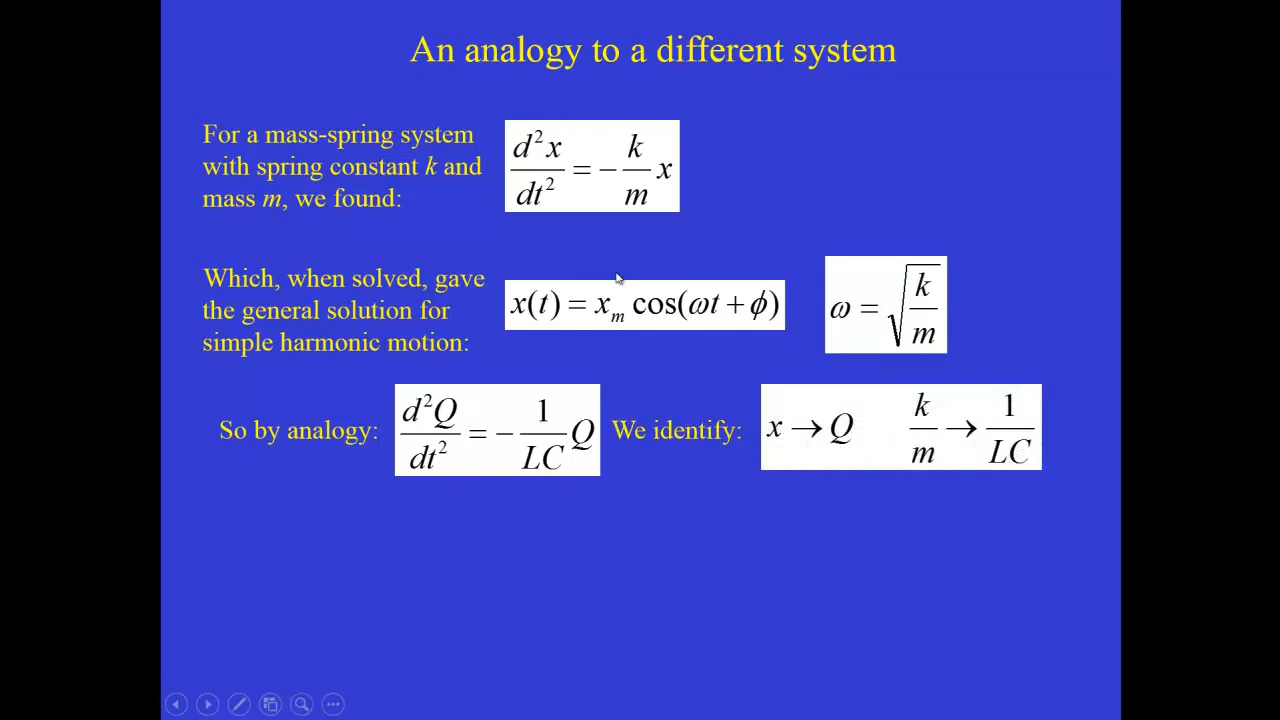 An analogy to a different system
For a mass-spring system
with spring constant k and
mass m, we found:
d²x/dt² = − k/m x
Which, when solved, gave
the general solution for
simple harmonic motion:
x(t) = xₘ cos(ωt + ϕ)
ω = √(k/m)
So by analogy:
d²Q/dt² = − 1/LC Q
We identify:
x → Q k/m → 1/LC